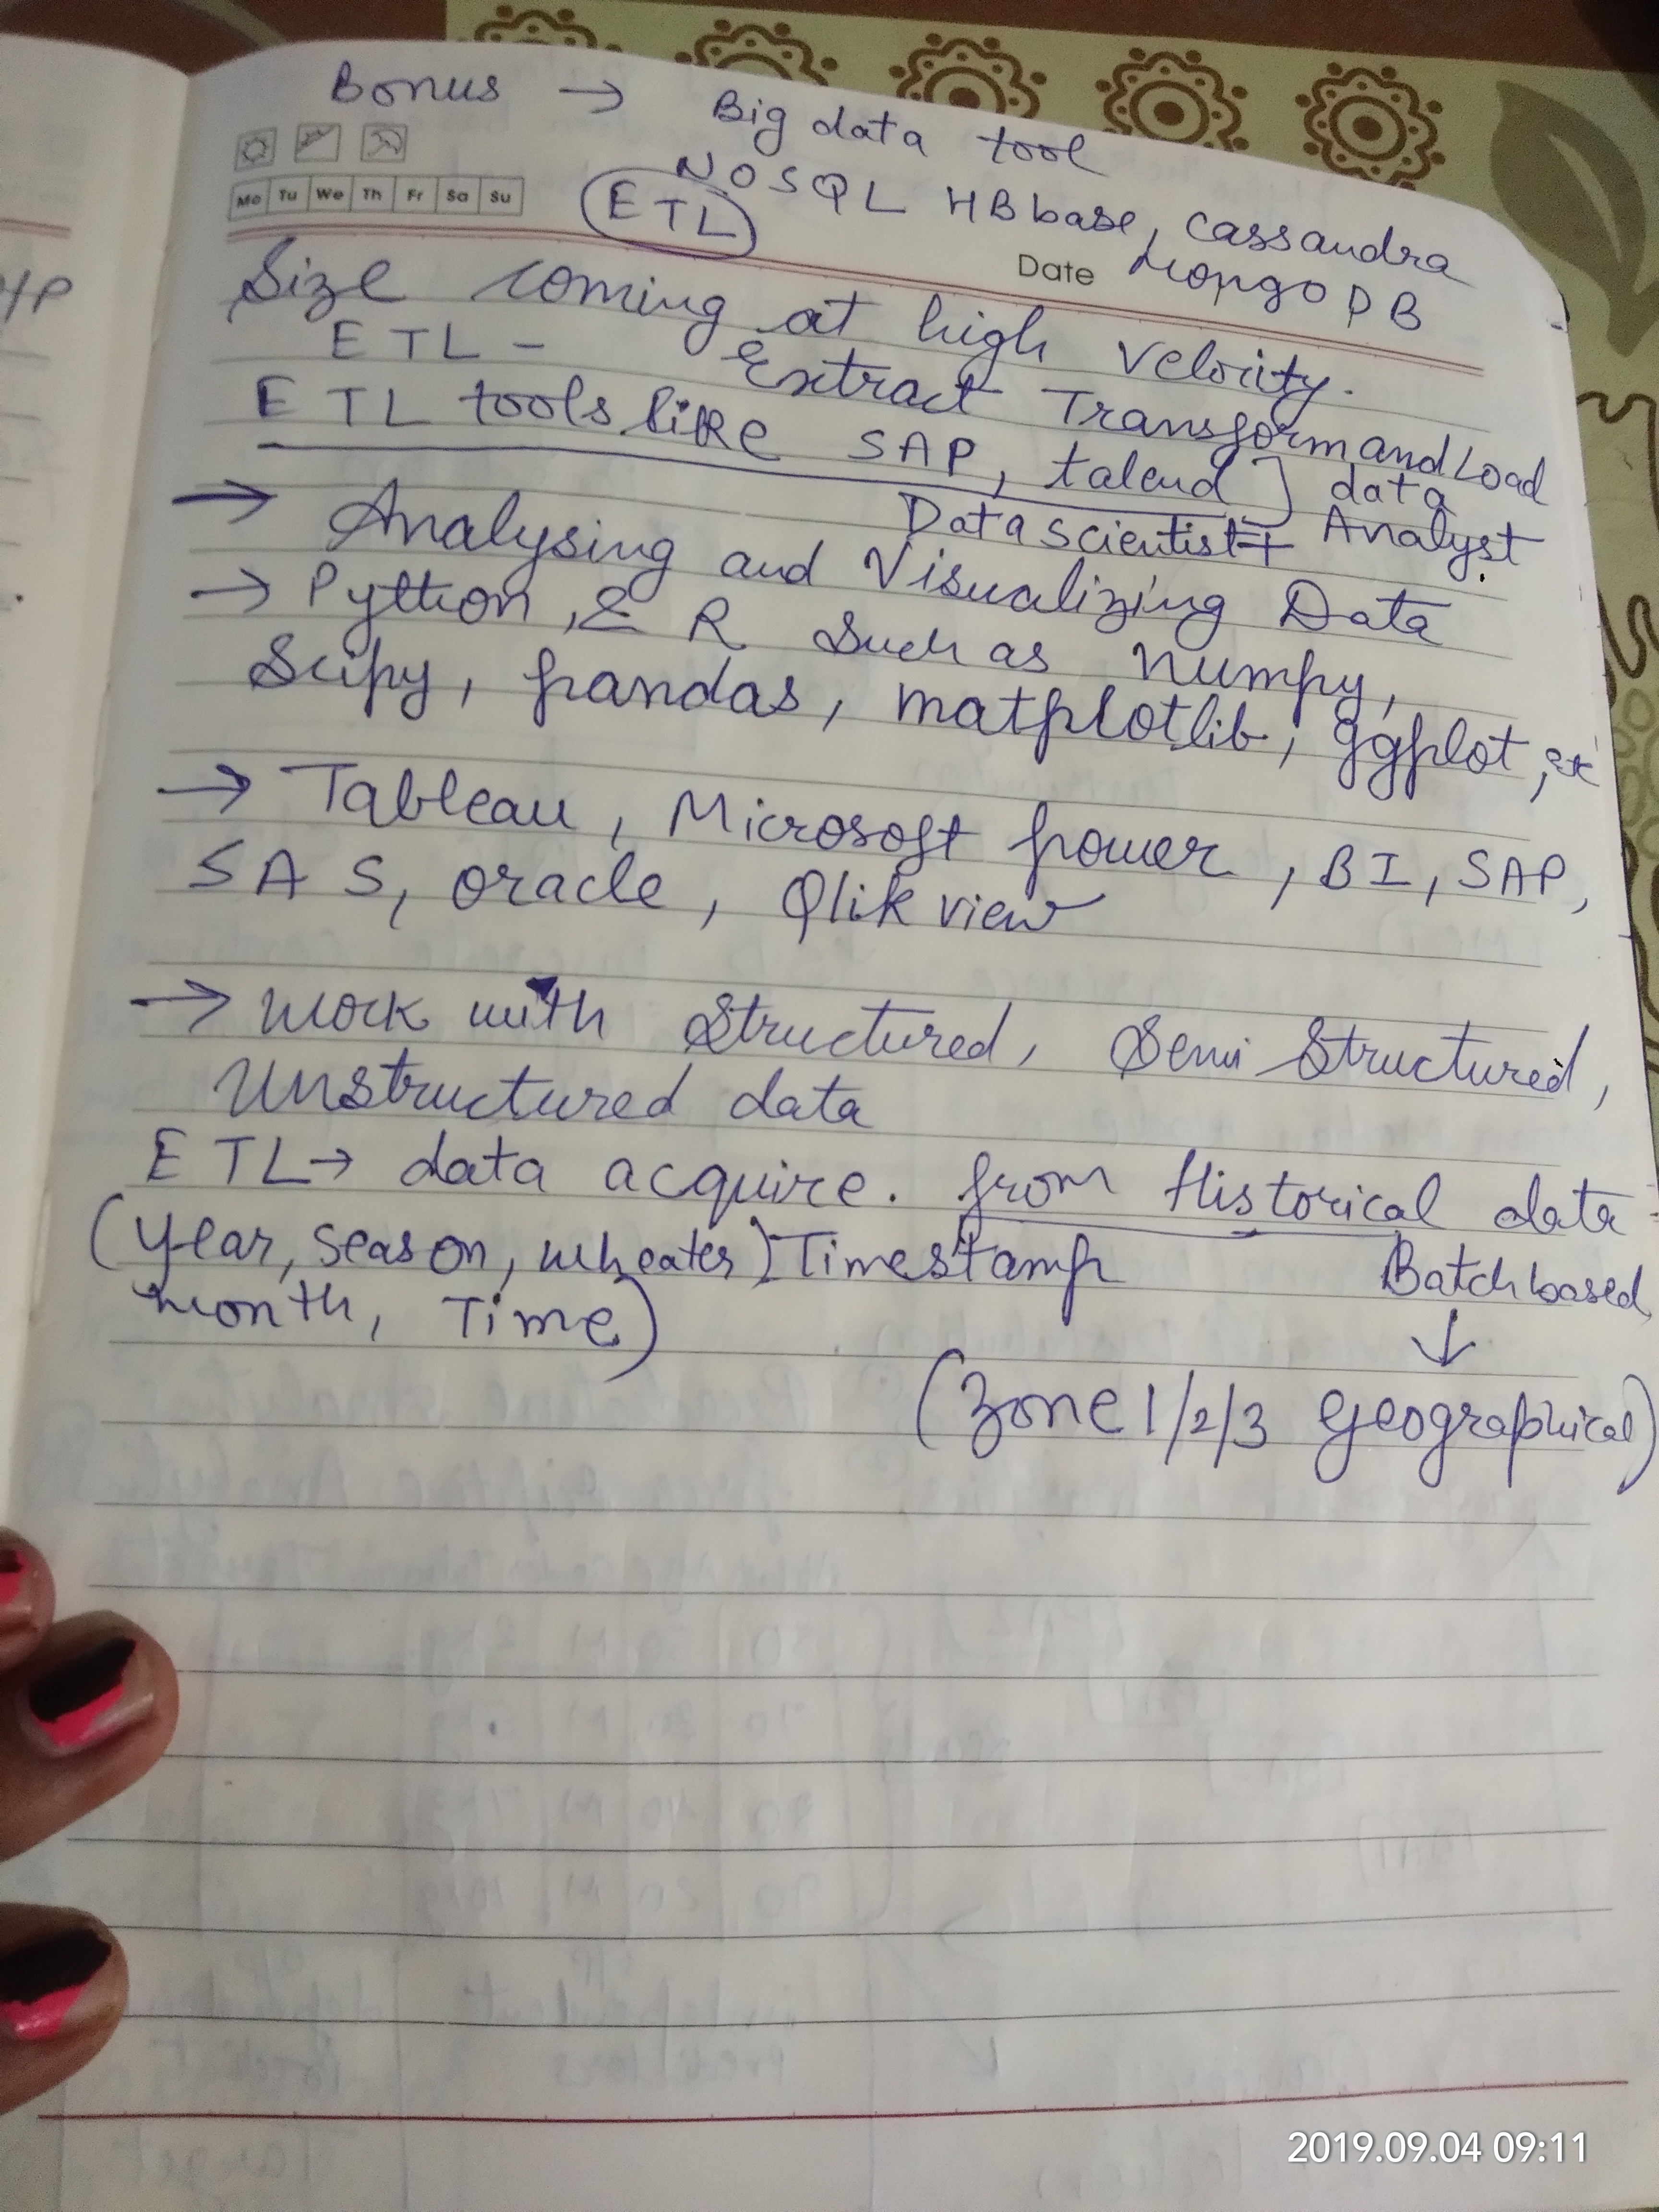 Bonus → Big data tool
NOSQL HBbase, Cassandra
Mo Tu We Th Fr Sa Su
ETL
Date MongoDB
Size coming at high velocity.
ETL - Extract Transform and Load
ETL tools like SAP, talend] data
Data scientist + Analyst
→ Analysing and Visualizing Data
→ Python, & R Such as numpy,
Scipy, pandas, matplotlib, ggplot, etc
→ Tableau, Microsoft power, BI, SAP,
SAS, oracle, Qlik view
→ Work with Structured, Semi Structured,
Unstructured data
ETL → data acquire. from Historical data
(year, season, wheater) Timestamp Batch based
month, Time)
↓
(Zone 1/2/3 geographical)
2019.09.04 09:11